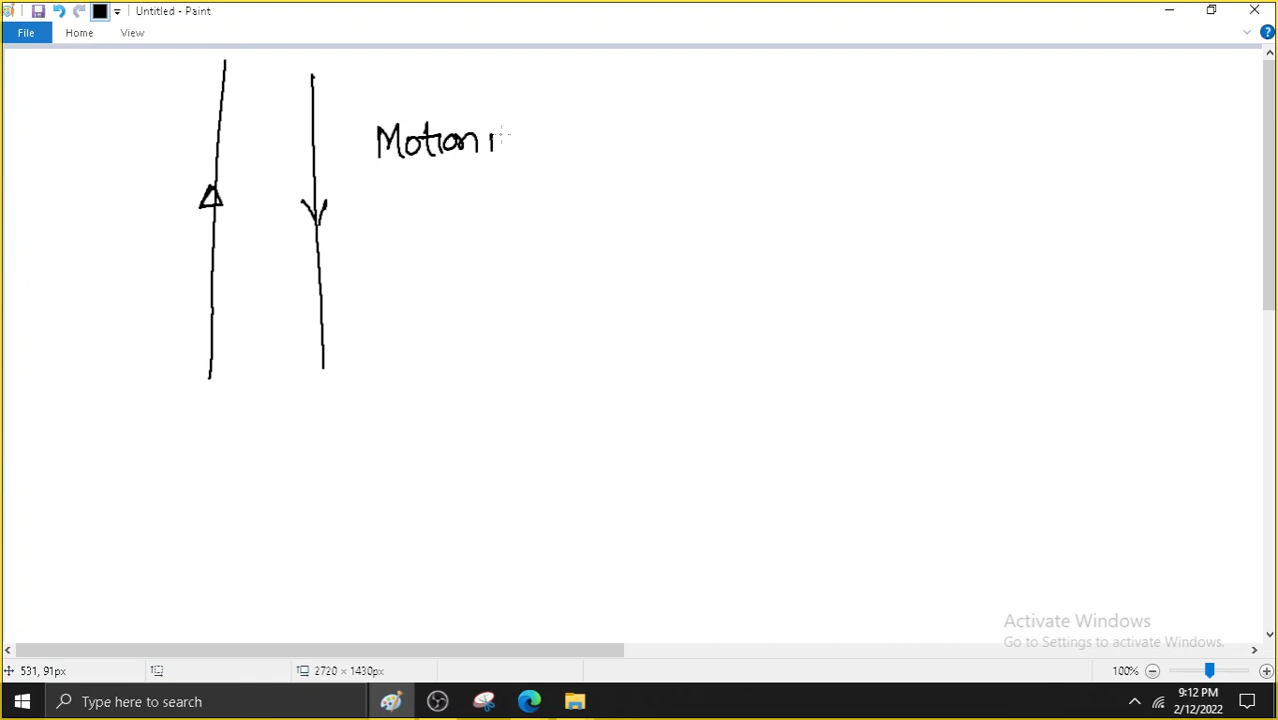 Untitled - Paint
File Home View
Motion
Activate Windows
Go to Settings to activate Windows.
531, 91px
2720 × 1430px
100%
Type here to search
9:12 PM
2/12/2022